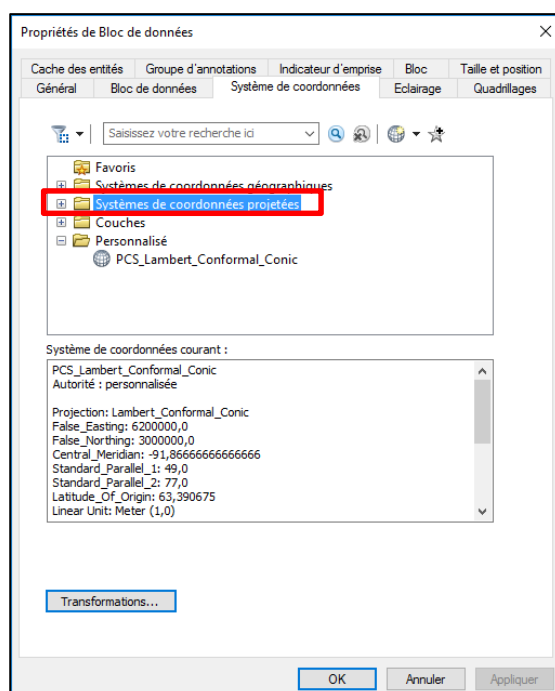 Propriétés de Bloc de données
Cache des entités Groupe d'annotations Indicateur d'emprise Bloc Taille et position
Général Bloc de données Système de coordonnées Eclairage Quadrillages
Saisissez votre recherche ici
Favoris
Systèmes de coordonnées géographiques
Systèmes de coordonnées projetées
Couches
Personnalisé
PCS_Lambert_Conformal_Conic
Système de coordonnées courant :
PCS_Lambert_Conformal_Conic
Autorité : personnalisée
Projection: Lambert_Conformal_Conic
False_Easting: 6200000,0
False_Northing: 3000000,0
Central_Meridian: -91,86666666666666
Standard_Parallel_1: 49,0
Standard_Parallel_2: 77,0
Latitude_Of_Origin: 63,390675
Linear Unit: Meter (1,0)
Transformations...
OK Annuler Appliquer